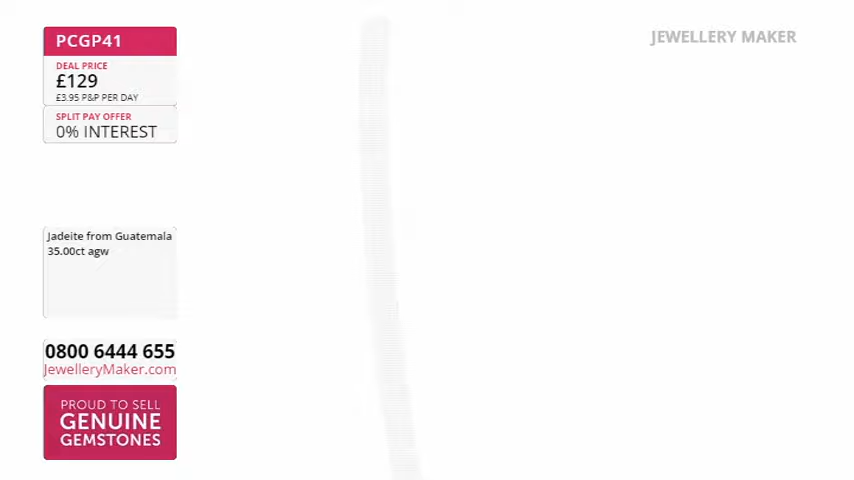 PCGP41
DEAL PRICE
£129
£3.95 P&P PER DAY
SPLIT PAY OFFER
0% INTEREST
JEWELLERY MAKER
Jadeite from Guatemala
35.00ct agw
0800 6444 655
JewelleryMaker.com
PROUD TO SELL
GENUINE
GEMSTONES